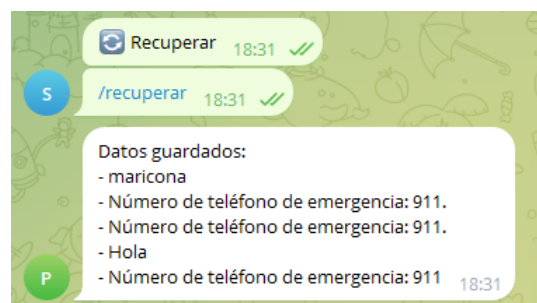 Recuperar 18:31
S
/recuperar 18:31
Datos guardados:
- maricona
- Número de teléfono de emergencia: 911.
- Número de teléfono de emergencia: 911.
- Hola
- Número de teléfono de emergencia: 911 18:31
P